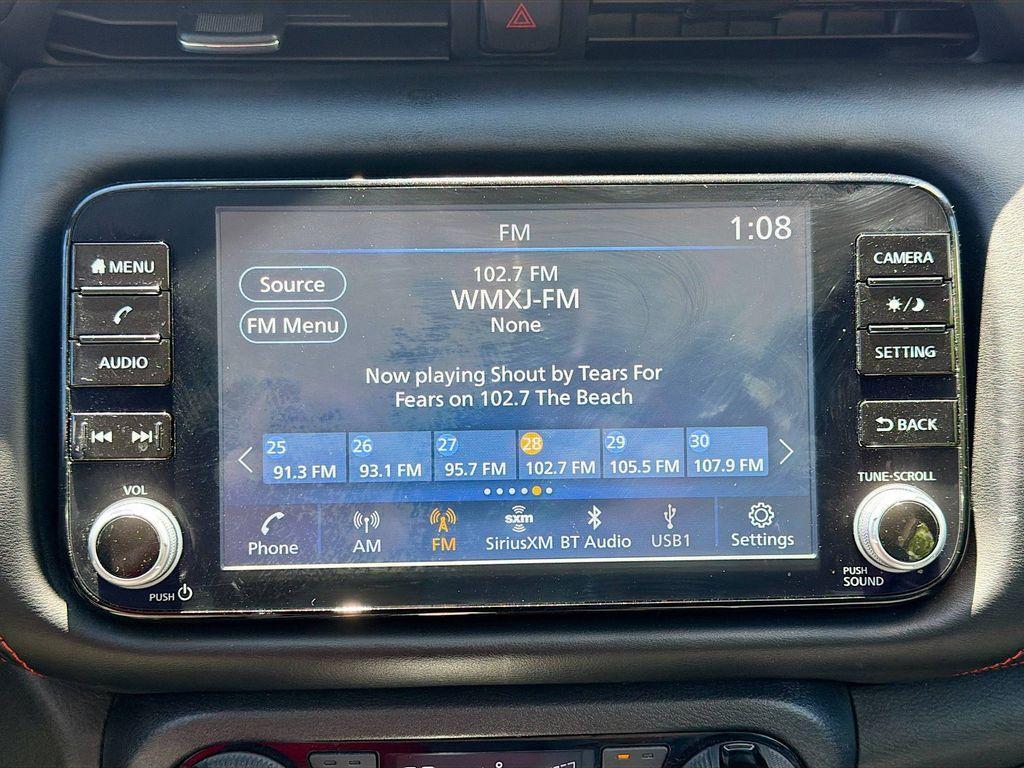 FM
1:08
MENU
AUDIO
VOL
PUSH
Source
FM Menu
102.7 FM
WMXJ-FM
None
Now playing Shout by Tears For
Fears on 102.7 The Beach
25
91.3 FM
26
93.1 FM
27
95.7 FM
28
102.7 FM
29
105.5 FM
30
107.9 FM
Phone
AM
FM
sxm
SiriusXM
BT Audio
USB1
Settings
CAMERA
SETTING
BACK
TUNE·SCROLL
PUSH
SOUND